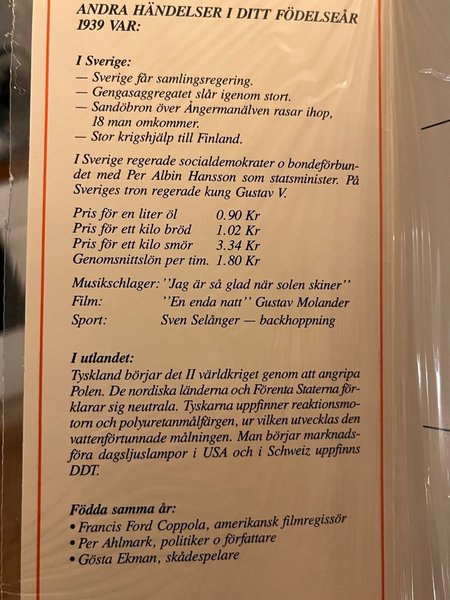 ANDRA HÄNDELSER I DITT FÖDELSEÅR
1939 VAR:
I Sverige:
— Sverige får samlingsregering.
— Gengasaggregatet slår igenom stort.
— Sandöbron över Ångermanälven rasar ihop,
18 man omkommer.
— Stor krigshjälp till Finland.
I Sverige regerade socialdemokrater o bondeförbun-
det med Per Albin Hansson som statsminister. På
Sveriges tron regerade kung Gustav V.
Pris för en liter öl 0.90 Kr
Pris för ett kilo bröd 1.02 Kr
Pris för ett kilo smör 3.34 Kr
Genomsnittslön per tim. 1.80 Kr
Musikschlager: ''Jag är så glad när solen skiner''
Film: ''En enda natt'' Gustav Molander
Sport: Sven Selånger — backhoppning
I utlandet:
Tyskland börjar det II världkriget genom att angripa
Polen. De nordiska länderna och Förenta Staterna för-
klarar sig neutrala. Tyskarna uppfinner reaktionsmo-
torn och polyuretanmålfärgen, ur vilken utvecklas den
vattenförtunnade målningen. Man börjar marknads-
föra dagsljuslampor i USA och i Schweiz uppfinns
DDT.
Födda samma år:
• Francis Ford Coppola, amerikansk filmregissör
• Per Ahlmark, politiker o författare
• Gösta Ekman, skådespelare